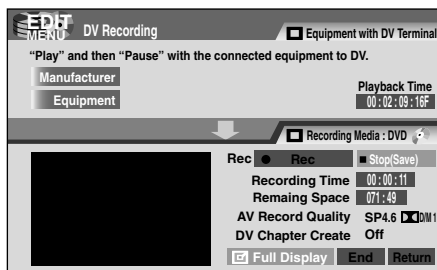 EDIT MENU DV Recording
Equipment with DV Terminal
“Play” and then “Pause” with the connected equipment to DV.
Manufacturer
Equipment
Playback Time
00:02:09:16F
Recording Media : DVD
Rec ● Rec ■ Stop(Save)
Recording Time 00:00:11
Remaing Space 071:49
AV Record Quality SP4.6 D/M 1
DV Chapter Create Off
Full Display End Return